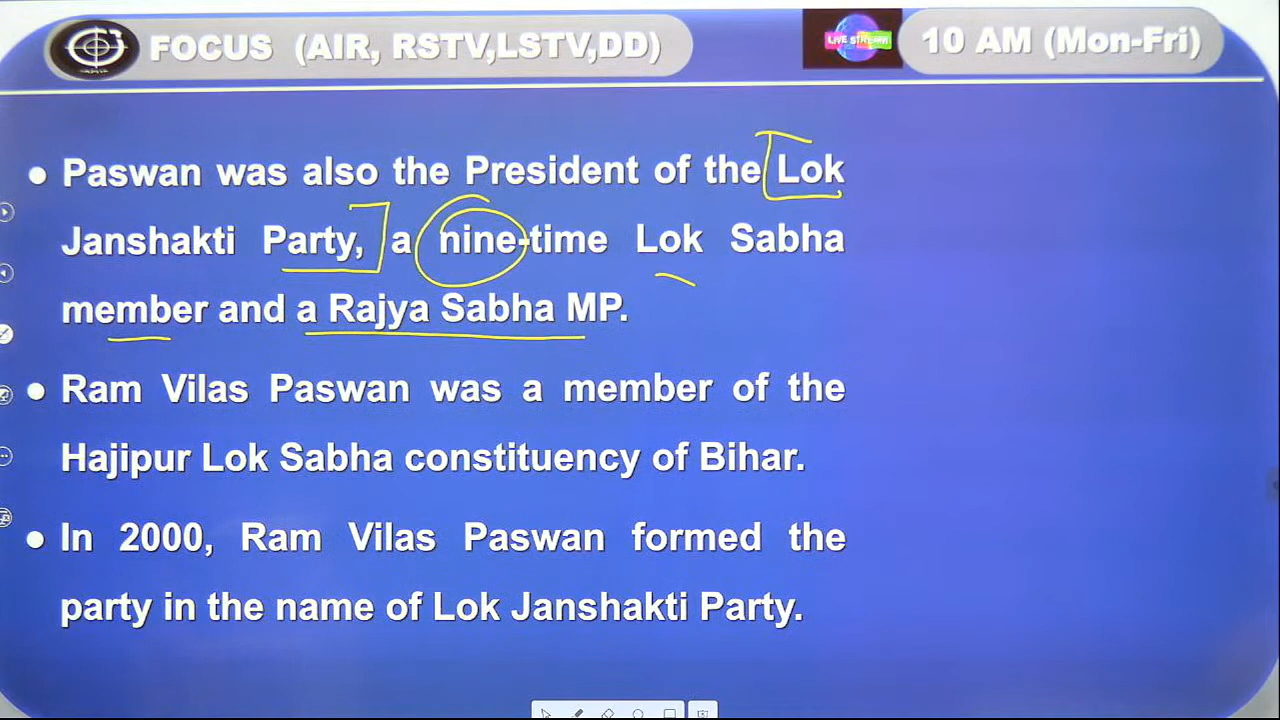 FOCUS (AIR, RSTV,LSTV,DD)
LIVE STREAM
10 AM (Mon-Fri)
• Paswan was also the President of the Lok
Janshakti Party, a nine-time Lok Sabha
member and a Rajya Sabha MP.
• Ram Vilas Paswan was a member of the
Hajipur Lok Sabha constituency of Bihar.
• In 2000, Ram Vilas Paswan formed the
party in the name of Lok Janshakti Party.